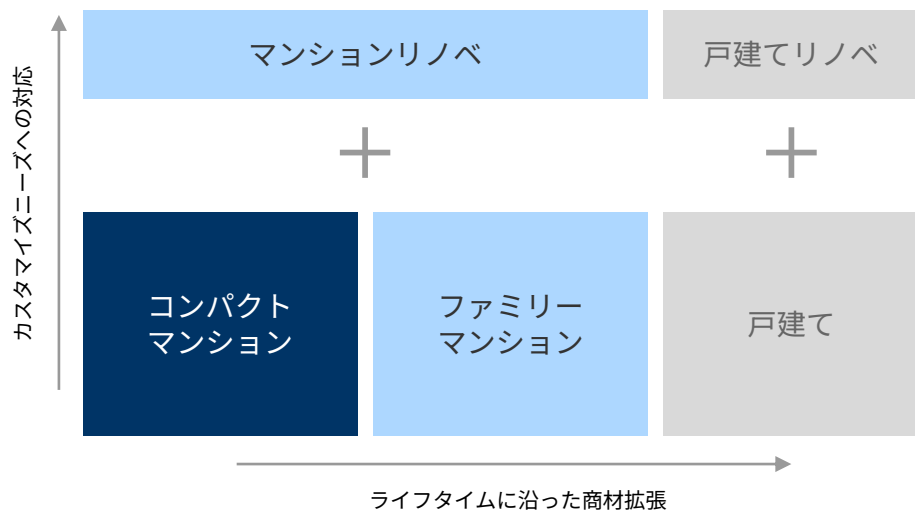 マンションリノベ
戸建てリノベ
カスタマイズニーズへの対応
コンパクト
マンション
ファミリー
マンション
戸建て
ライフタイムに沿った商材拡張